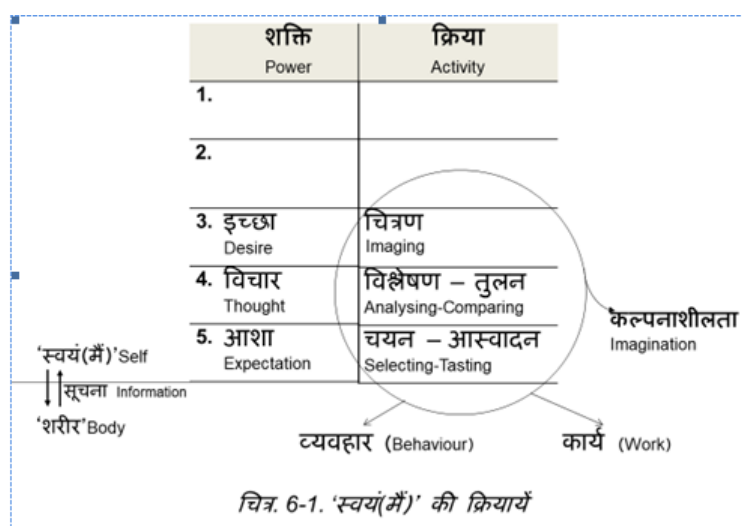 शक्ति क्रिया
Power Activity
1.
2.
3. इच्छा चित्रण
Desire Imaging
4. विचार विश्लेषण – तुलन
Thought Analysing-Comparing
कल्पनाशीलता
5. आशा चयन – आस्वादन
Imagination
‘स्वयं(मैं)’Self
Expectation Selecting-Tasting
सूचना Information
‘शरीर’Body
व्यवहार (Behaviour) कार्य (Work)
चित्र. 6-1. ‘स्वयं(मैं)’ की क्रियायें